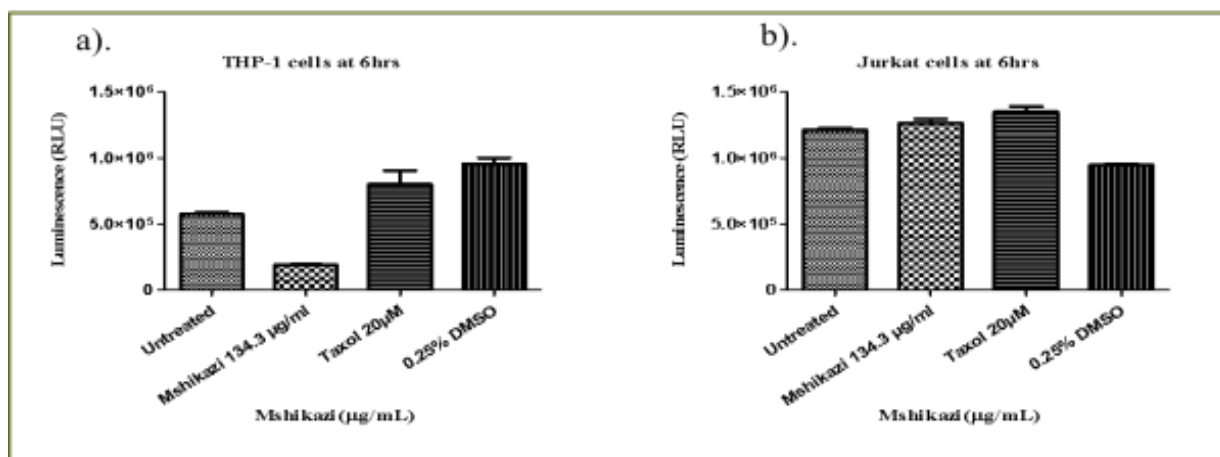 a).
THP-1 cells at 6hrs
Luminescence (RLU)
1.5×10⁶
1.0×10⁶
5.0×10⁵
0
Untreated
Mshikazi 134.3 µg/ml
Taxol 20µM
0.25% DMSO
Mshikazi (µg/mL)
b).
Jurkat cells at 6hrs
Luminescence (RLU)
1.5×10⁶
1.0×10⁶
5.0×10⁵
0
Untreated
Mshikazi 134.3 µg/ml
Taxol 20µM
0.25% DMSO
Mshikazi (µg/mL)